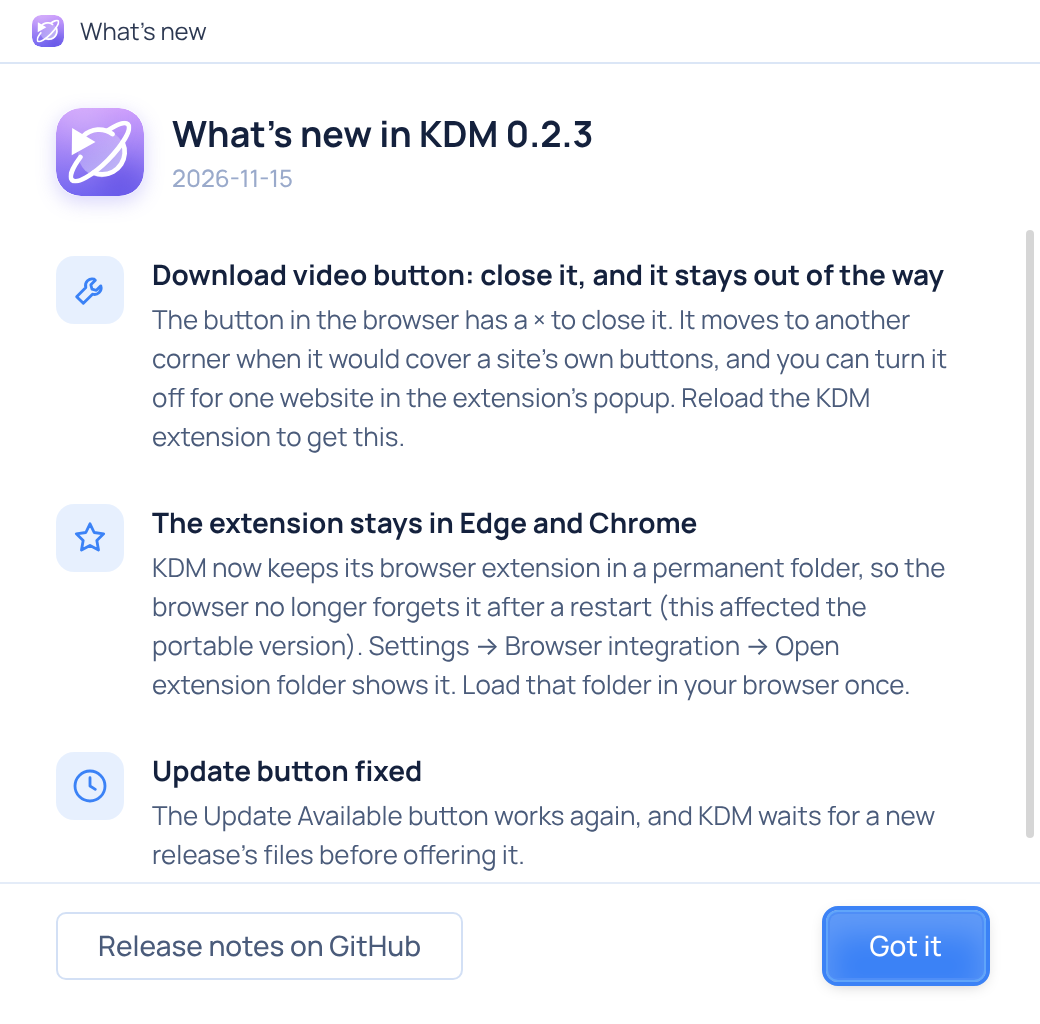 What's new
What's new in KDM 0.2.3
2026-11-15
Download video button: close it, and it stays out of the way
The button in the browser has a × to close it. It moves to another
corner when it would cover a site's own buttons, and you can turn it
off for one website in the extension's popup. Reload the KDM
extension to get this.
The extension stays in Edge and Chrome
KDM now keeps its browser extension in a permanent folder, so the
browser no longer forgets it after a restart (this affected the
portable version). Settings → Browser integration → Open
extension folder shows it. Load that folder in your browser once.
Update button fixed
The Update Available button works again, and KDM waits for a new
release's files before offering it.
Release notes on GitHub
Got it